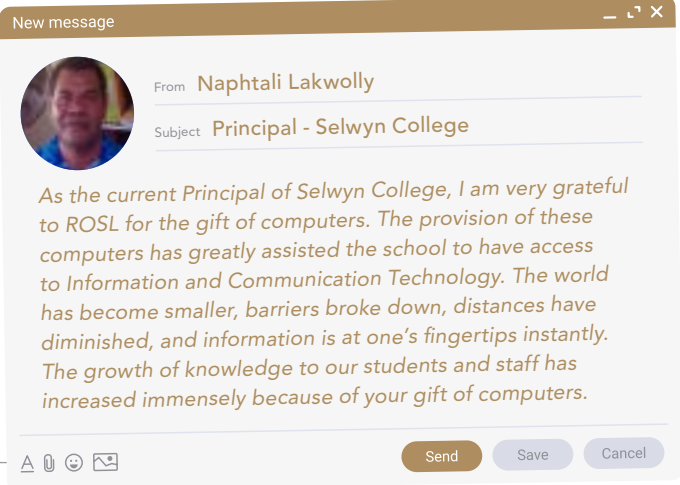 New message
From Naphtali Lakwolly
Subject Principal - Selwyn College
As the current Principal of Selwyn College, I am very grateful
to ROSL for the gift of computers. The provision of these
computers has greatly assisted the school to have access
to Information and Communication Technology. The world
has become smaller, barriers broke down, distances have
diminished, and information is at one’s fingertips instantly.
The growth of knowledge to our students and staff has
increased immensely because of your gift of computers.
A
Send Save Cancel